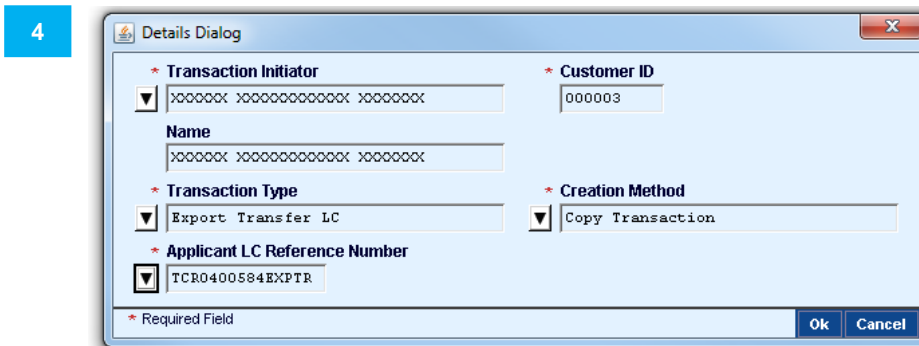 4
Details Dialog
* Transaction Initiator * Customer ID
XXXXXX XXXXXXXXXXXX XXXXXXX 000003
Name
XXXXXX XXXXXXXXXXXX XXXXXXX
* Transaction Type * Creation Method
Export Transfer LC Copy Transaction
* Applicant LC Reference Number
TCR0400584EXPTR
* Required Field Ok Cancel